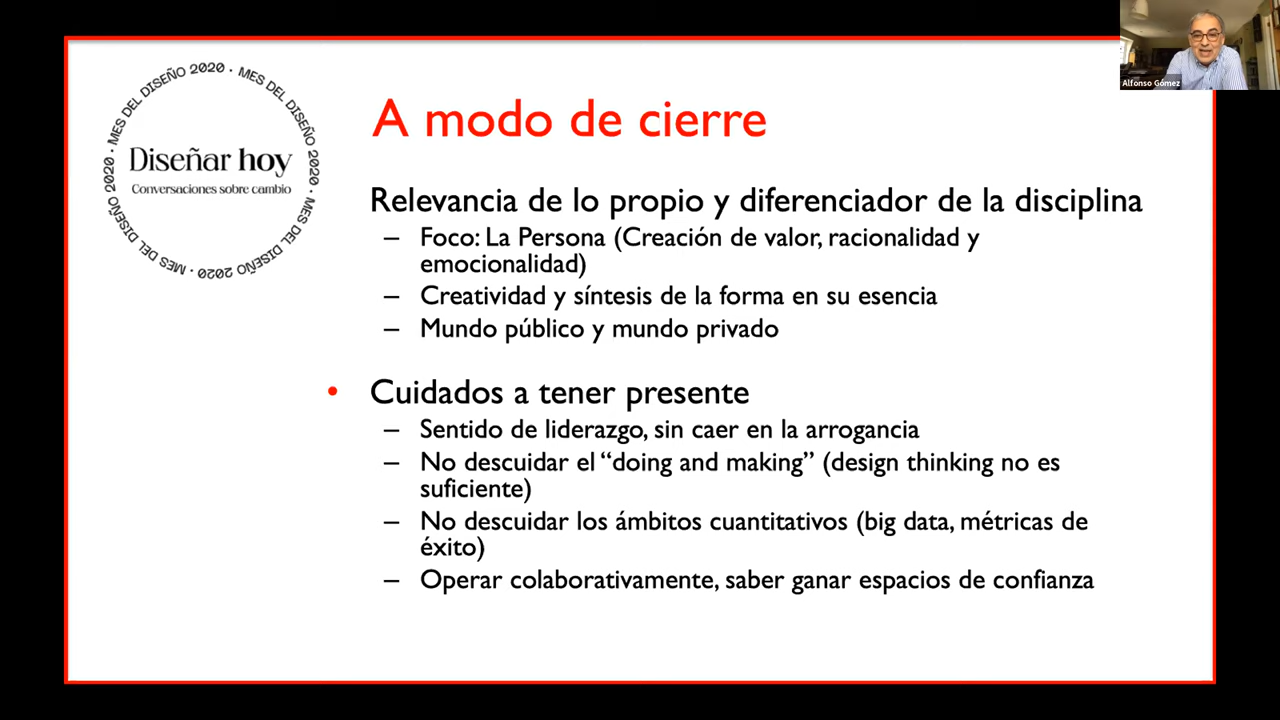 MES DEL DISEÑO 2020 · MES DEL DISEÑO 2020 · MES DEL DISEÑO 2020 · MES DEL DISEÑO 2020 ·
Diseñar hoy
Conversaciones sobre cambio
Alfonso Gómez
A modo de cierre
Relevancia de lo propio y diferenciador de la disciplina
– Foco: La Persona (Creación de valor, racionalidad y
emocionalidad)
– Creatividad y síntesis de la forma en su esencia
– Mundo público y mundo privado
• Cuidados a tener presente
– Sentido de liderazgo, sin caer en la arrogancia
– No descuidar el “doing and making” (design thinking no es
suficiente)
– No descuidar los ámbitos cuantitativos (big data, métricas de
éxito)
– Operar colaborativamente, saber ganar espacios de confianza